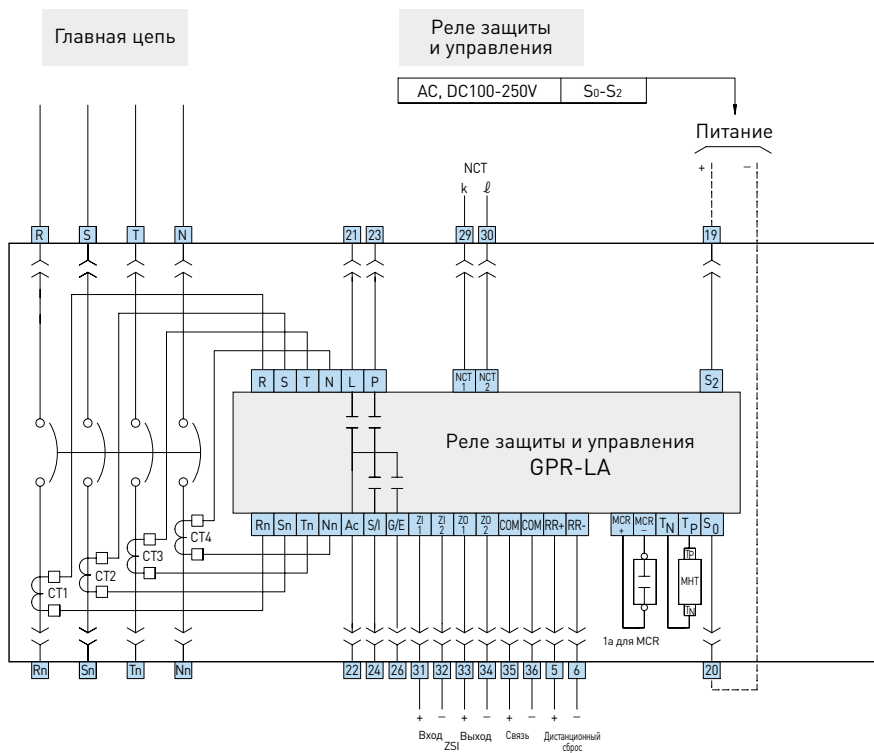 Главная цепь
Реле защиты
и управления
AC, DC100-250V S0-S2
Питание
+ −
NCT
k ℓ
R S T N 21 23 29 30 19
R S T N L P NCT 1 NCT 2 S2
Реле защиты и управления
GPR-LA
Rn Sn Tn Nn Ac S/I G/E ZI 1 ZI 2 ZO 1 ZO 2 COM COM RR+ RR- MCR + MCR − TN TP S0
CT4
CT3
CT2
CT1
TP
МНТ
TN
1a для MCR
Rn Sn Tn Nn 22 24 26 31 32 33 34 35 36 5 6 20
+ − + − + − + −
Вход Выход Связь Дистанционный
ZSI сброс